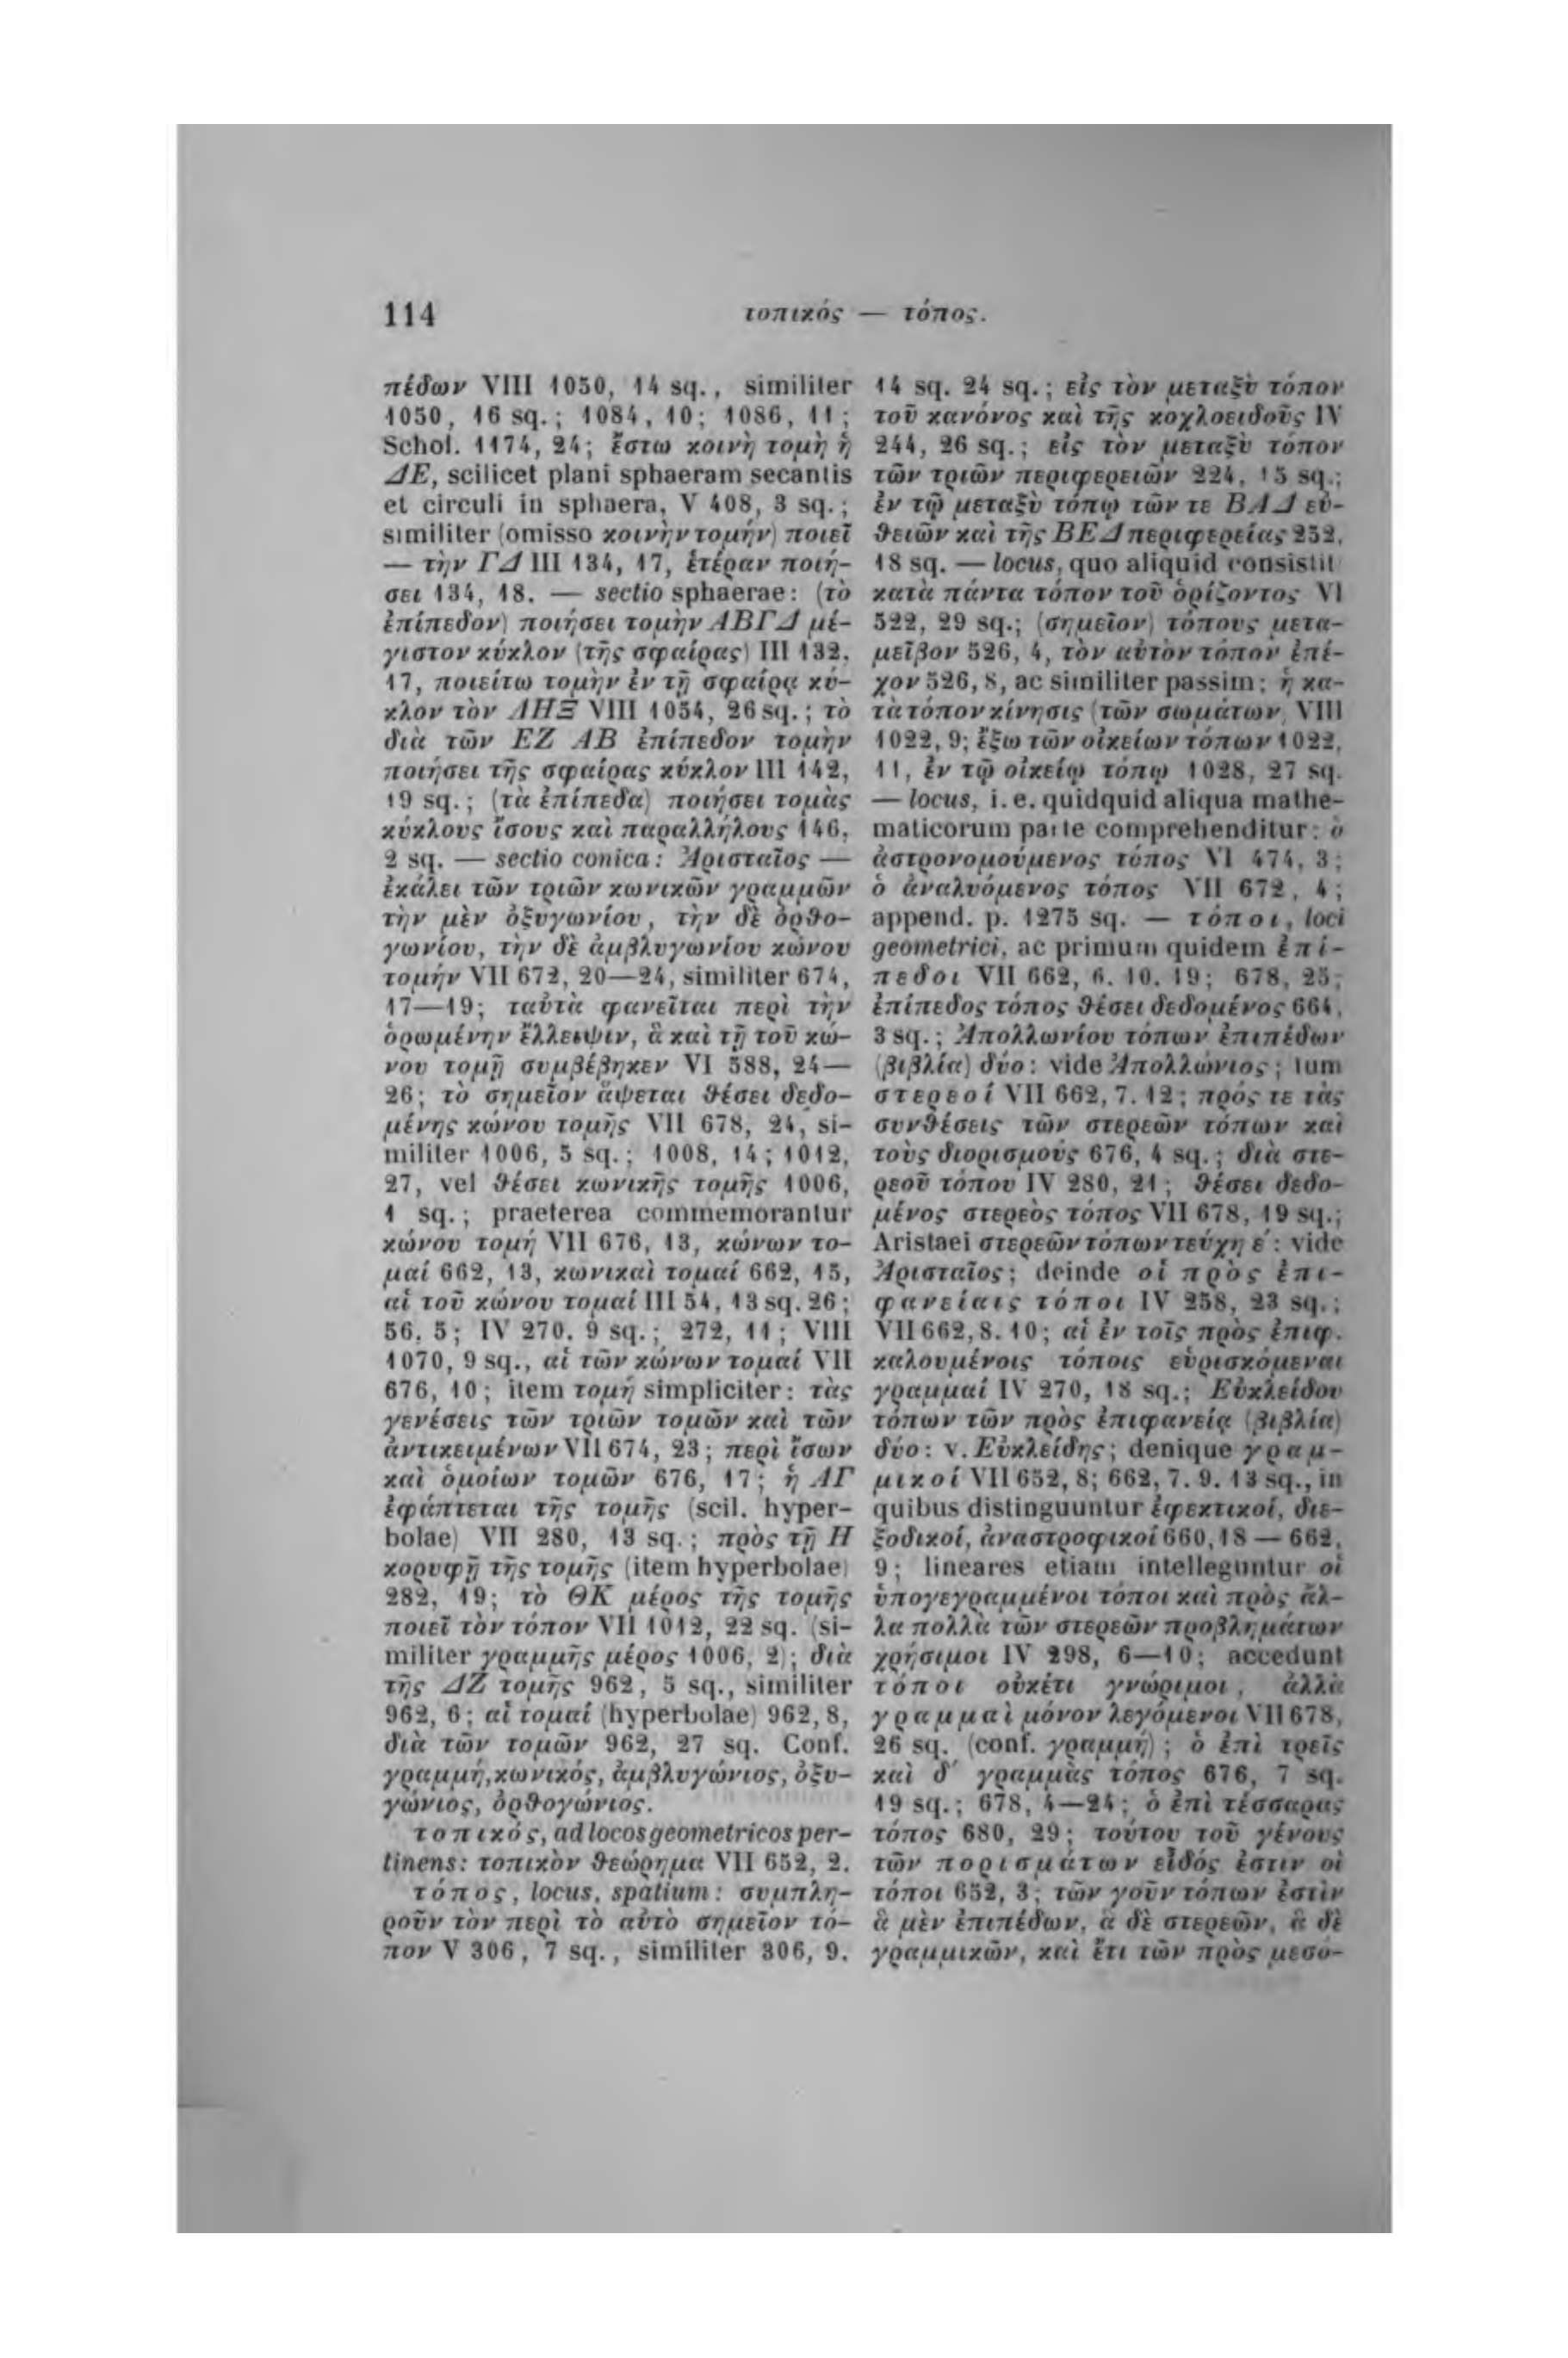 114
τοπικός — τόπος.
πέδων VIII 1050, 14 sq., similiter
1050, 16 sq.; 1084, 10; 1086, 11;
Schol. 1174, 24; ἔστω κοινὴ τομὴ ἡ
ΔΕ, scilicet plani sphaeram secantis
et circuli in sphaera, V 408, 3 sq.;
similiter (omisso κοινὴν τομήν) ποιεῖ
— τὴν ΓΔ III 134, 17, ἑτέραν ποιή-
σει 134, 18. — sectio sphaerae: (τὸ
ἐπίπεδον) ποιήσει τομὴν ΑΒΓΔ μέ-
γιστον κύκλον (τῆς σφαίρας) III 132,
17, ποιείτω τομὴν ἐν τῇ σφαίρᾳ κύ-
κλον τὸν ΛΗΞ VIII 1054, 26 sq.; τὸ
διὰ τῶν ΕΖ ΑΒ ἐπίπεδον τομὴν
ποιήσει τῆς σφαίρας κύκλον III 142,
19 sq.; (τὰ ἐπίπεδα) ποιήσει τομὰς
κύκλους ἴσους καὶ παραλλήλους 146,
2 sq. — sectio conica: Ἀρισταῖος —
ἐκάλει τῶν τριῶν κωνικῶν γραμμῶν
τὴν μὲν ὀξυγωνίου, τὴν δὲ ὀρθο-
γωνίου, τὴν δὲ ἀμβλυγωνίου κώνου
τομήν VII 672, 20—24, similiter 674,
17—19; ταὐτὰ φανεῖται περὶ τὴν
ὁρωμένην ἔλλειψιν, ἃ καὶ τῇ τοῦ κώ-
νου τομῇ συμβέβηκεν VI 588, 24—
26; τὸ σημεῖον ἅψεται θέσει δεδο-
μένης κώνου τομῆς VII 678, 24, si-
militer 1006, 5 sq.; 1008, 14; 1012,
27, vel θέσει κωνικῆς τομῆς 1006,
1 sq.; praeterea commemorantur
κώνου τομή VII 676, 13, κώνων το-
μαί 662, 13, κωνικαὶ τομαί 662, 15,
αἱ τοῦ κώνου τομαί III 54, 13 sq. 26;
56, 5; IV 270, 9 sq.; 272, 11; VIII
1070, 9 sq., αἱ τῶν κώνων τομαί VII
676, 10; item τομή simpliciter: τὰς
γενέσεις τῶν τριῶν τομῶν καὶ τῶν
ἀντικειμένων VII 674, 23; περὶ ἴσων
καὶ ὁμοίων τομῶν 676, 17; ἡ ΑΓ
ἐφάπτεται τῆς τομῆς (scil. hyper-
bolae) VII 280, 13 sq.; πρὸς τῇ Η
κορυφῇ τῆς τομῆς (item hyperbolae)
282, 19; τὸ ΘΚ μέρος τῆς τομῆς
ποιεῖ τὸν τόπον VII 1012, 22 sq. (si-
militer γραμμῆς μέρος 1006, 2); διὰ
τῆς ΔΖ τομῆς 962, 5 sq., similiter
962, 6; αἱ τομαί (hyperbolae) 962, 8,
διὰ τῶν τομῶν 962, 27 sq. Conf.
γραμμή, κωνικός, ἀμβλυγώνιος, ὀξυ-
γώνιος, ὀρθογώνιος.
τοπικός, ad locos geometricos per-
tinens: τοπικὸν θεώρημα VII 652, 2.
τόπος, locus, spatium: συμπλη-
ροῦν τὸν περὶ τὸ αὐτὸ σημεῖον τό-
πον V 306, 7 sq., similiter 306, 9.
14 sq. 24 sq.; εἰς τὸν μεταξὺ τόπον
τοῦ κανόνος καὶ τῆς κοχλοειδοῦς IV
244, 26 sq.; εἰς τὸν μεταξὺ τόπον
τῶν τριῶν περιφερειῶν 224, 15 sq.;
ἐν τῷ μεταξὺ τόπῳ τῶν τε ΒΑΔ εὐ-
θειῶν καὶ τῆς ΒΕΔ περιφερείας 252,
18 sq. — locus, quo aliquid consistit
κατὰ πάντα τόπον τοῦ ὁρίζοντος VI
522, 29 sq.; (σημεῖον) τόπους μετα-
μεῖβον 526, 4, τὸν αὐτὸν τόπον ἐπέ-
χον 526, 8, ac similiter passim; ἡ κα-
τὰ τόπον κίνησις (τῶν σωμάτων) VIII
1022, 9; ἔξω τῶν οἰκείων τόπων 1022,
11, ἐν τῷ οἰκείῳ τόπῳ 1028, 27 sq.
— locus, i. e. quidquid aliqua mathe-
maticorum parte comprehenditur: ὁ
ἀστρονομούμενος τόπος VI 474, 3;
ὁ ἀναλυόμενος τόπος VII 672, 4;
append. p. 1275 sq. — τόποι, loci
geometrici, ac primum quidem ἐπί-
πεδοι VII 662, 6. 10. 19; 678, 25;
ἐπίπεδος τόπος θέσει δεδομένος 664,
3 sq.; Ἀπολλωνίου τόπων ἐπιπέδων
(βιβλία) δύο: vide Ἀπολλώνιος; tum
στερεοί VII 662, 7. 12; πρός τε τὰς
συνθέσεις τῶν στερεῶν τόπων καὶ
τοὺς διορισμούς 676, 4 sq.; διὰ στε-
ρεοῦ τόπου IV 280, 21; θέσει δεδο-
μένος στερεὸς τόπος VII 678, 19 sq.;
Aristaei στερεῶν τόπων τεύχη ε΄: vide
Ἀρισταῖος; deinde οἱ πρὸς ἐπι-
φανείαις τόποι IV 258, 23 sq.;
VII 662, 8. 10; αἱ ἐν τοῖς πρὸς ἐπιφ.
καλουμένοις τόποις εὑρισκόμεναι
γραμμαί IV 270, 18 sq.; Εὐκλείδου
τόπων τῶν πρὸς ἐπιφανείᾳ (βιβλία)
δύο: v. Εὐκλείδης; denique γραμ-
μικοί VII 652, 8; 662, 7. 9. 13 sq., in
quibus distinguuntur ἐφεκτικοί, διε-
ξοδικοί, ἀναστροφικοί 660, 18 — 662,
9; lineares etiam intelleguntur οἱ
ὑπογεγραμμένοι τόποι καὶ πρὸς ἄλ-
λα πολλὰ τῶν στερεῶν προβλημάτων
χρήσιμοι IV 298, 6—10; accedunt
τόποι οὐκέτι γνώριμοι, ἀλλὰ
γραμμαὶ μόνον λεγόμενοι VII 678,
26 sq. (conf. γραμμή); ὁ ἐπὶ τρεῖς
καὶ δ΄ γραμμὰς τόπος 676, 7 sq.
19 sq.; 678, 4—24; ὁ ἐπὶ τέσσαρας
τόπος 680, 29; τούτου τοῦ γένους
τῶν πορισμάτων εἶδός ἐστιν οἱ
τόποι 652, 3; τῶν γοῦν τόπων ἐστὶν
ἃ μὲν ἐπιπέδων, ἃ δὲ στερεῶν, ἃ δὲ
γραμμικῶν, καὶ ἔτι τῶν πρὸς μεσό-